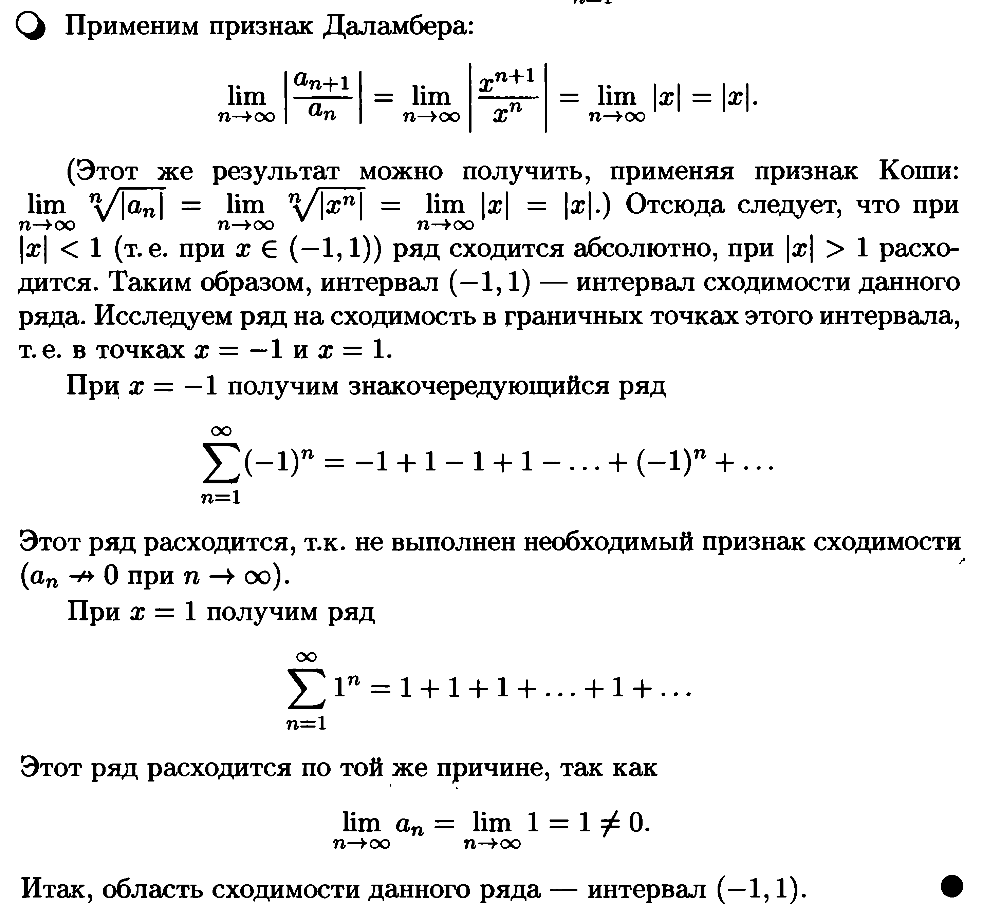 Применим признак Даламбера:
$$\lim_{n\to\infty}\left|\frac{a_{n+1}}{a_n}\right| = \lim_{n\to\infty}\left|\frac{x^{n+1}}{x^n}\right| = \lim_{n\to\infty}|x| = |x|.$$
(Этот же результат можно получить, применяя признак Коши:
$\lim_{n\to\infty}\sqrt[n]{|a_n|} = \lim_{n\to\infty}\sqrt[n]{|x^n|} = \lim_{n\to\infty}|x| = |x|$.) Отсюда следует, что при
$|x| < 1$ (т. е. при $x \in (-1, 1)$) ряд сходится абсолютно, при $|x| > 1$ расхо-
дится. Таким образом, интервал $(-1, 1)$ — интервал сходимости данного
ряда. Исследуем ряд на сходимость в граничных точках этого интервала,
т. е. в точках $x = -1$ и $x = 1$.
При $x = -1$ получим знакочередующийся ряд
$$\sum_{n=1}^{\infty}(-1)^n = -1 + 1 - 1 + 1 - \ldots + (-1)^n + \ldots$$
Этот ряд расходится, т.к. не выполнен необходимый признак сходимости
($a_n \nrightarrow 0$ при $n \to \infty$).
При $x = 1$ получим ряд
$$\sum_{n=1}^{\infty} 1^n = 1 + 1 + 1 + \ldots + 1 + \ldots$$
Этот ряд расходится по той же причине, так как
$$\lim_{n\to\infty} a_n = \lim_{n\to\infty} 1 = 1 \neq 0.$$
Итак, область сходимости данного ряда — интервал $(-1, 1)$.